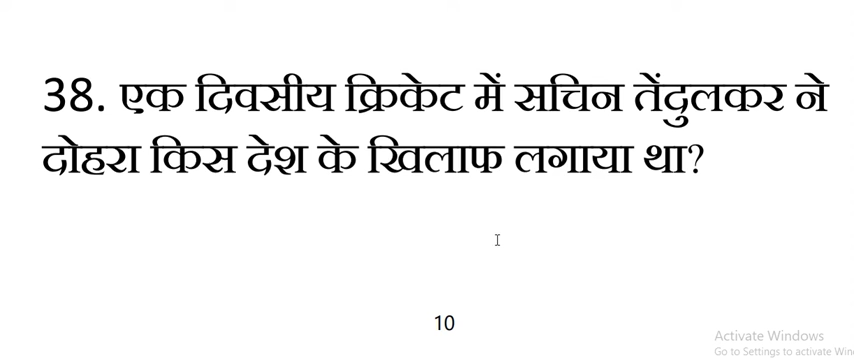 38. एक दिवसीय क्रिकेट में सचिन तेंदुलकर ने
दोहरा किस देश के खिलाफ लगाया था?
10
Activate Windows
Go to Settings to activate Win